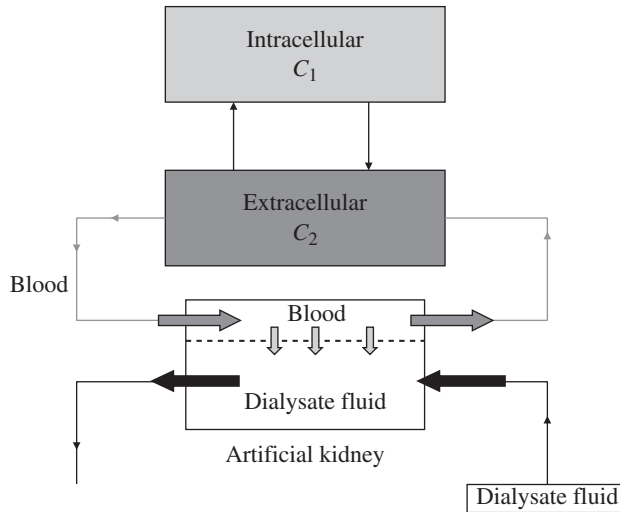 Intracellular
C1
Extracellular
C2
Blood
Blood
Dialysate fluid
Artificial kidney
Dialysate fluid